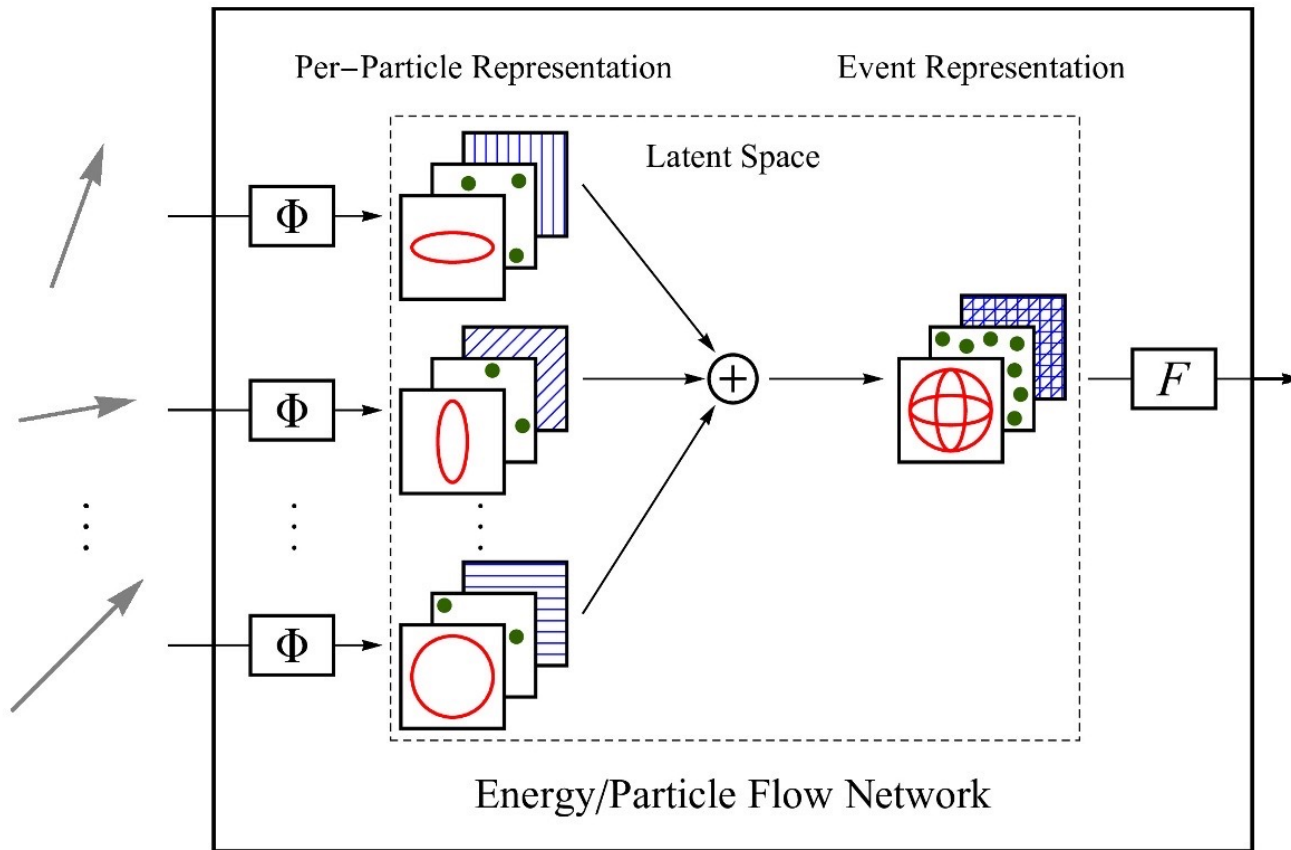 Per−Particle Representation
Event Representation
Latent Space
Φ
Φ
F
Φ
Energy/Particle Flow Network